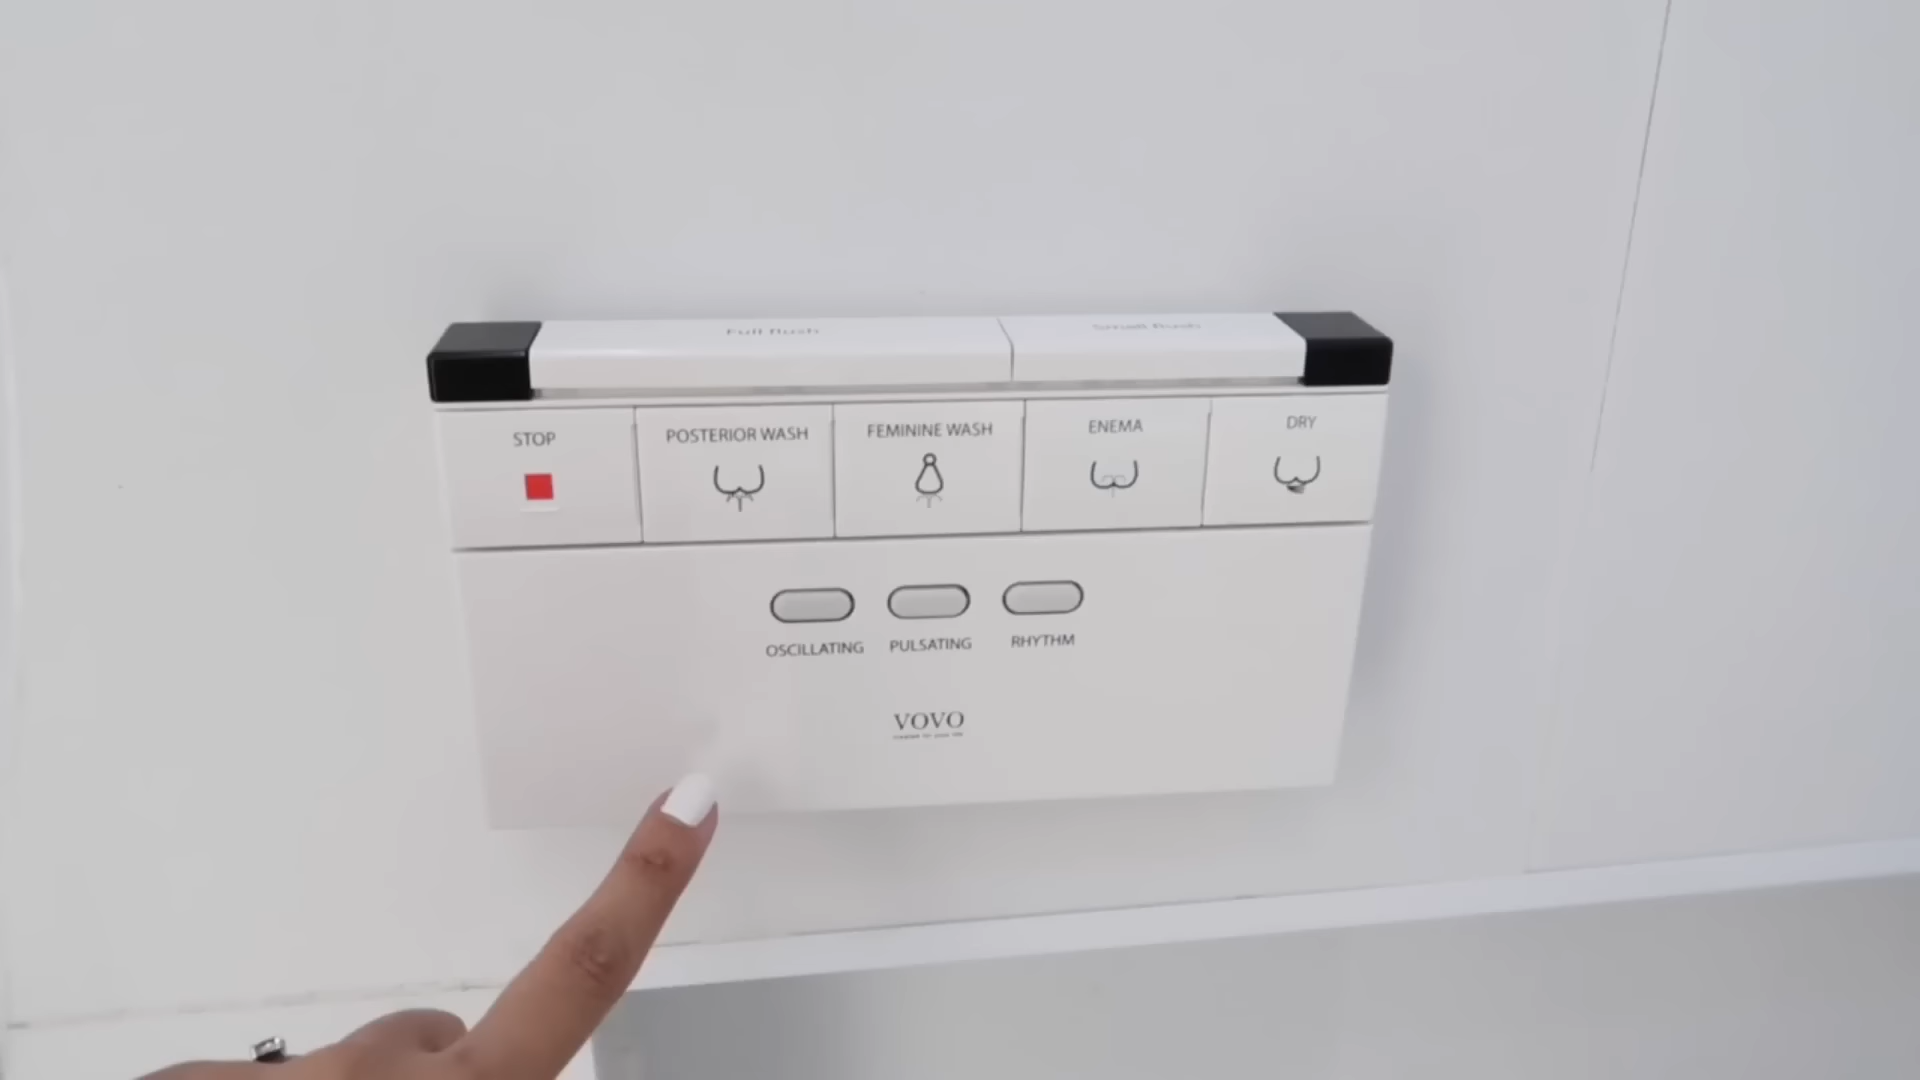 Full flush Small flush
STOP POSTERIOR WASH FEMININE WASH ENEMA DRY
OSCILLATING PULSATING RHYTHM
VOVO